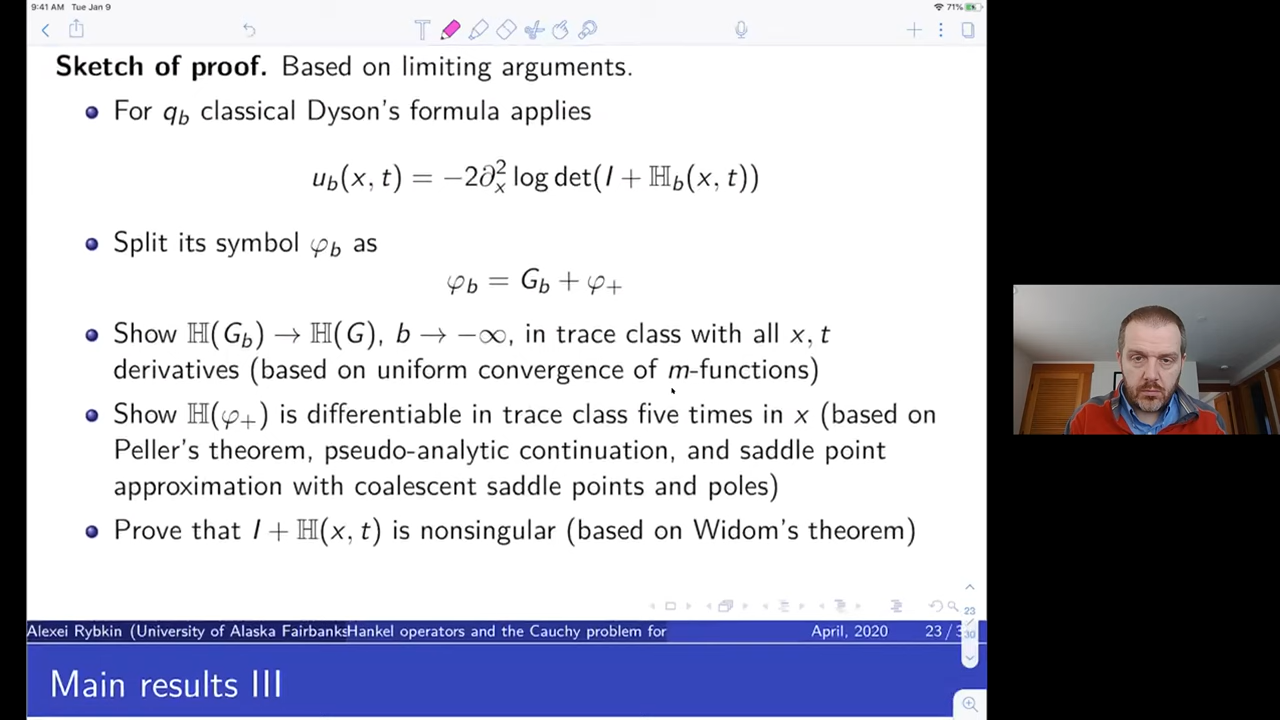 9:41 AM Tue Jan 9
71%
Sketch of proof. Based on limiting arguments.
For q_b classical Dyson's formula applies
u_b(x, t) = −2∂_x^2 log det(I + ℍ_b(x, t))
Split its symbol φ_b as
φ_b = G_b + φ_+
Show ℍ(G_b) → ℍ(G), b → −∞, in trace class with all x, t
derivatives (based on uniform convergence of m-functions)
Show ℍ(φ_+) is differentiable in trace class five times in x (based on
Peller's theorem, pseudo-analytic continuation, and saddle point
approximation with coalescent saddle points and poles)
Prove that I + ℍ(x, t) is nonsingular (based on Widom's theorem)
23
30
Alexei Rybkin (University of Alaska Fairbanks Hankel operators and the Cauchy problem for April, 2020 23 / 3
Main results III